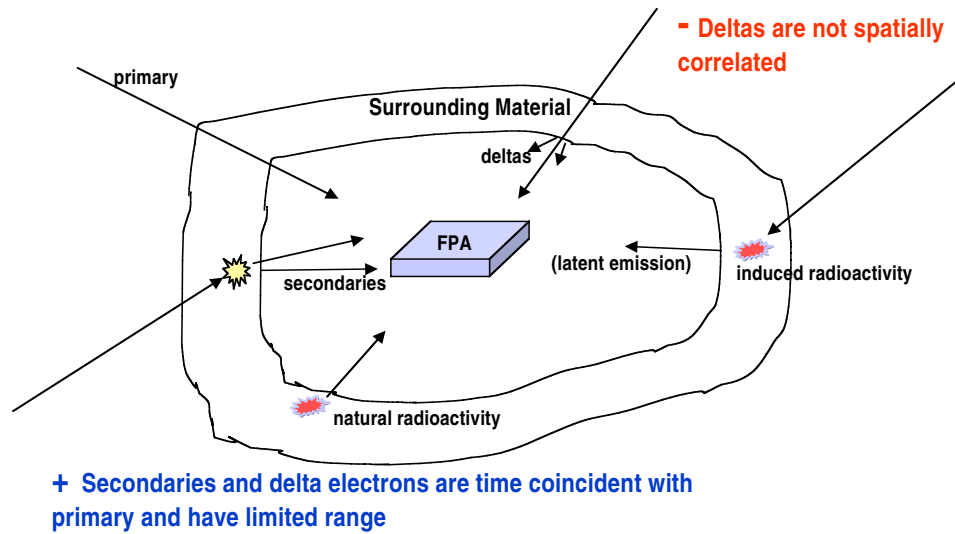 - Deltas are not spatially
correlated
primary
Surrounding Material
deltas
FPA
(latent emission)
induced radioactivity
secondaries
natural radioactivity
+ Secondaries and delta electrons are time coincident with
primary and have limited range